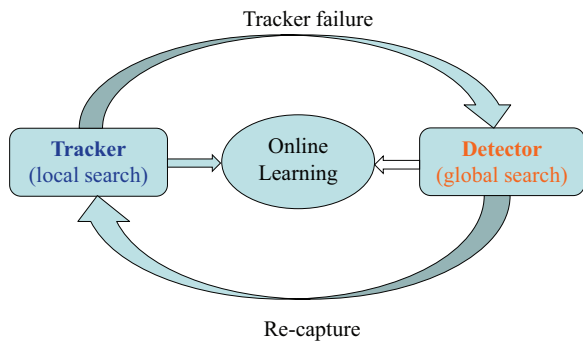 Tracker failure
Tracker
(local search)
Online
Learning
Detector
(global search)
Re-capture